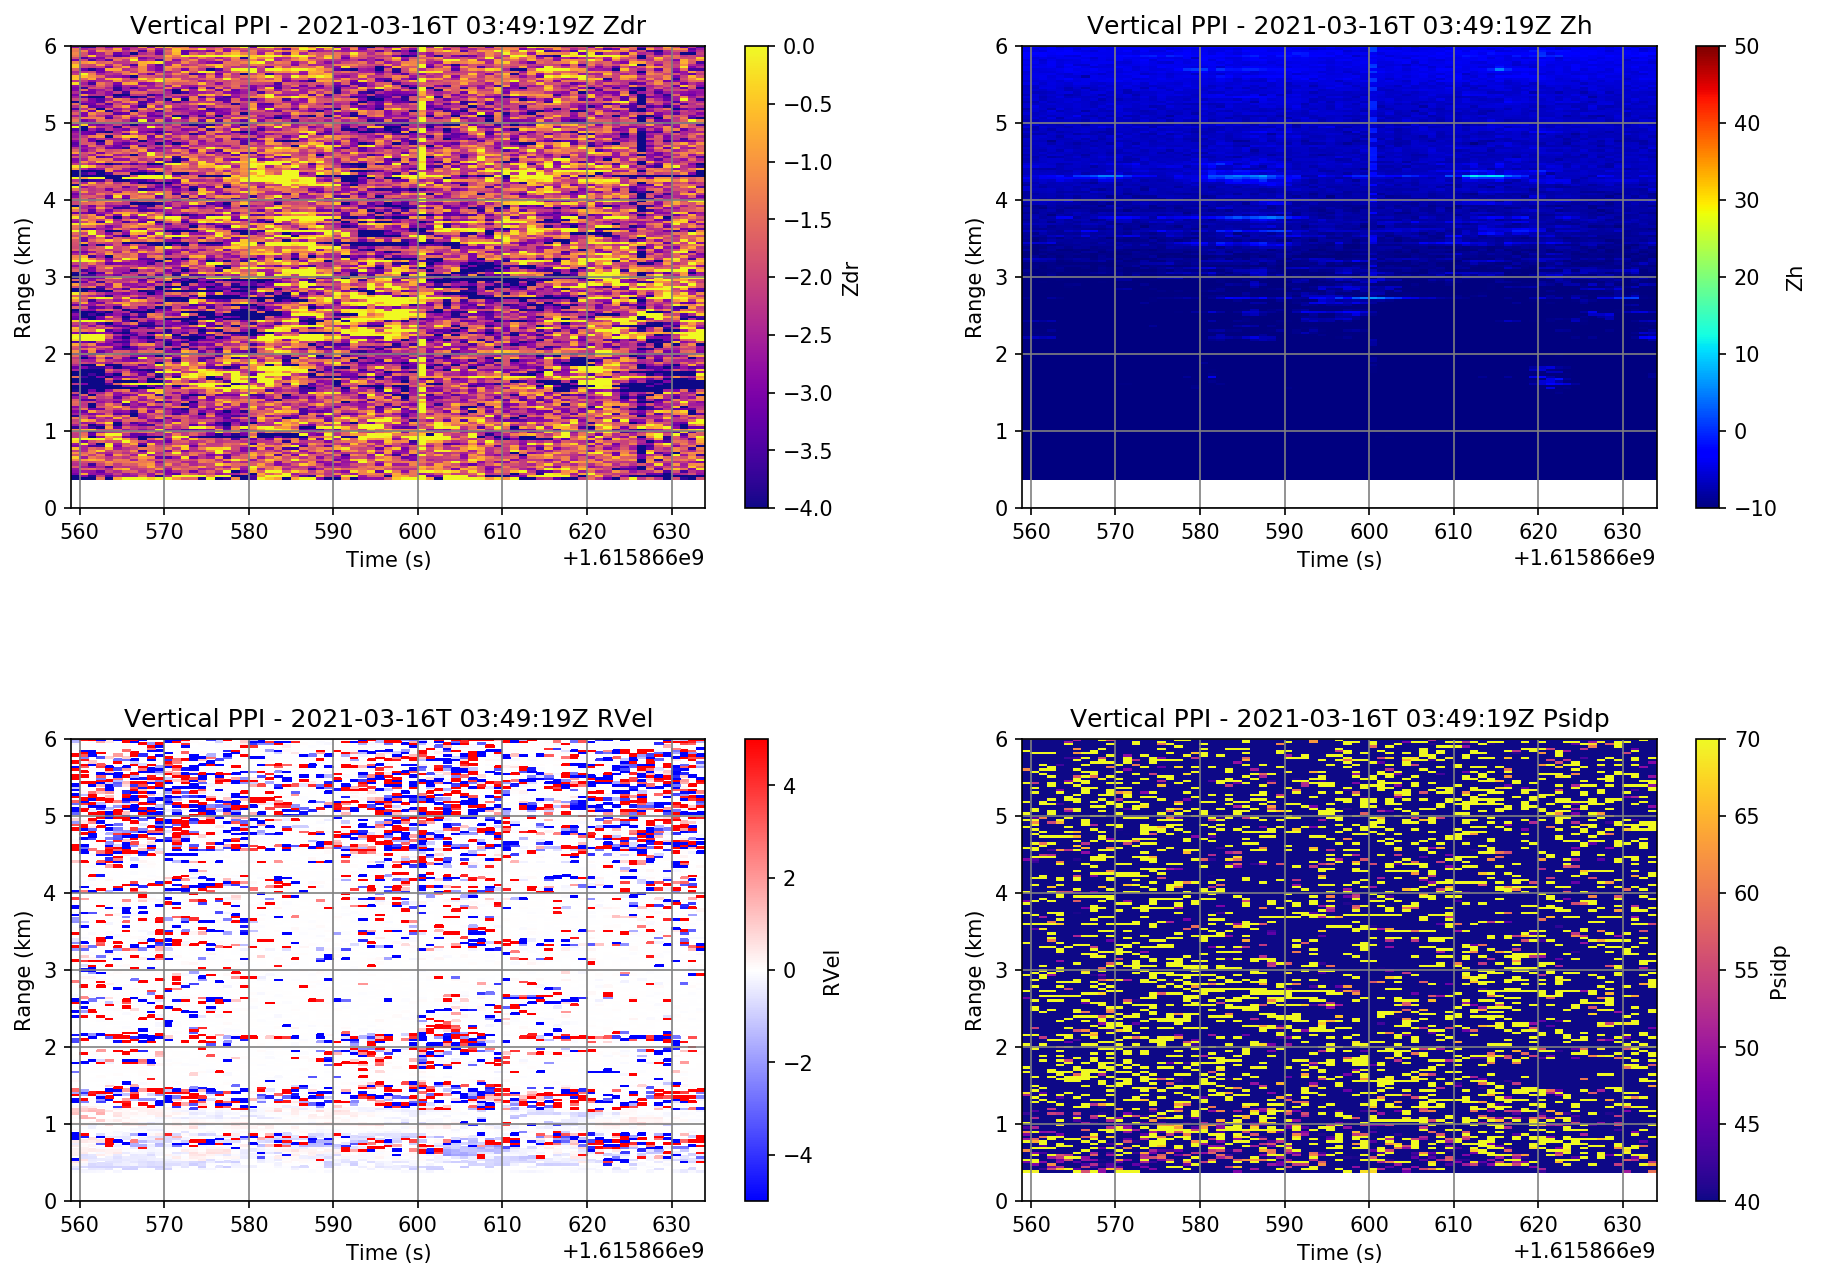 Vertical PPI - 2021-03-16T 03:49:19Z Zdr
6
5
4
3
2
1
0
Range (km)
560 570 580 590 600 610 620 630
Time (s)
+1.615866e9
0.0
−0.5
−1.0
−1.5
−2.0
−2.5
−3.0
−3.5
−4.0
Zdr
Vertical PPI - 2021-03-16T 03:49:19Z Zh
6
5
4
3
2
1
0
Range (km)
560 570 580 590 600 610 620 630
Time (s)
+1.615866e9
50
40
30
20
10
0
−10
Zh
Vertical PPI - 2021-03-16T 03:49:19Z RVel
6
5
4
3
2
1
0
Range (km)
560 570 580 590 600 610 620 630
Time (s)
+1.615866e9
4
2
0
−2
−4
RVel
Vertical PPI - 2021-03-16T 03:49:19Z Psidp
6
5
4
3
2
1
0
Range (km)
560 570 580 590 600 610 620 630
Time (s)
+1.615866e9
70
65
60
55
50
45
40
Psidp